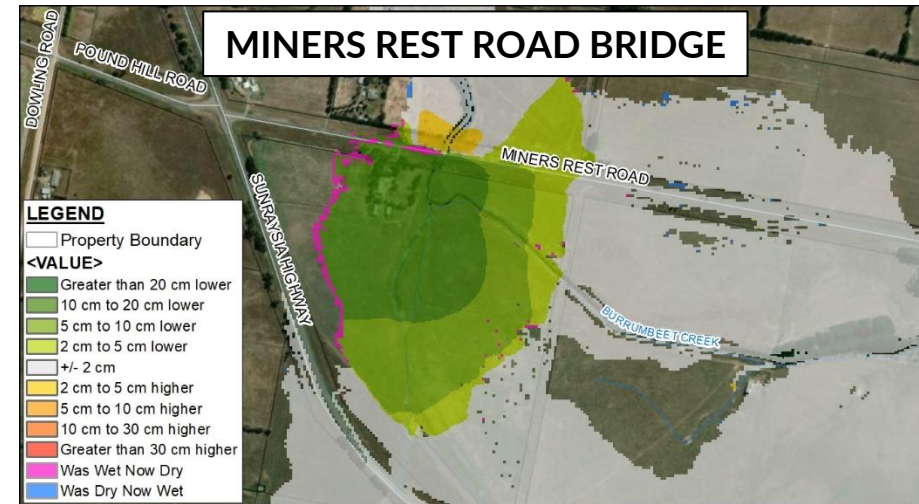 MINERS REST ROAD BRIDGE
DOWLING ROAD
POUND HILL ROAD
MINERS REST ROAD
SUNRAYSIA HIGHWAY
BURRUMBEET CREEK
LEGEND
Property Boundary
<VALUE>
Greater than 20 cm lower
10 cm to 20 cm lower
5 cm to 10 cm lower
2 cm to 5 cm lower
+/- 2 cm
2 cm to 5 cm higher
5 cm to 10 cm higher
10 cm to 30 cm higher
Greater than 30 cm higher
Was Wet Now Dry
Was Dry Now Wet